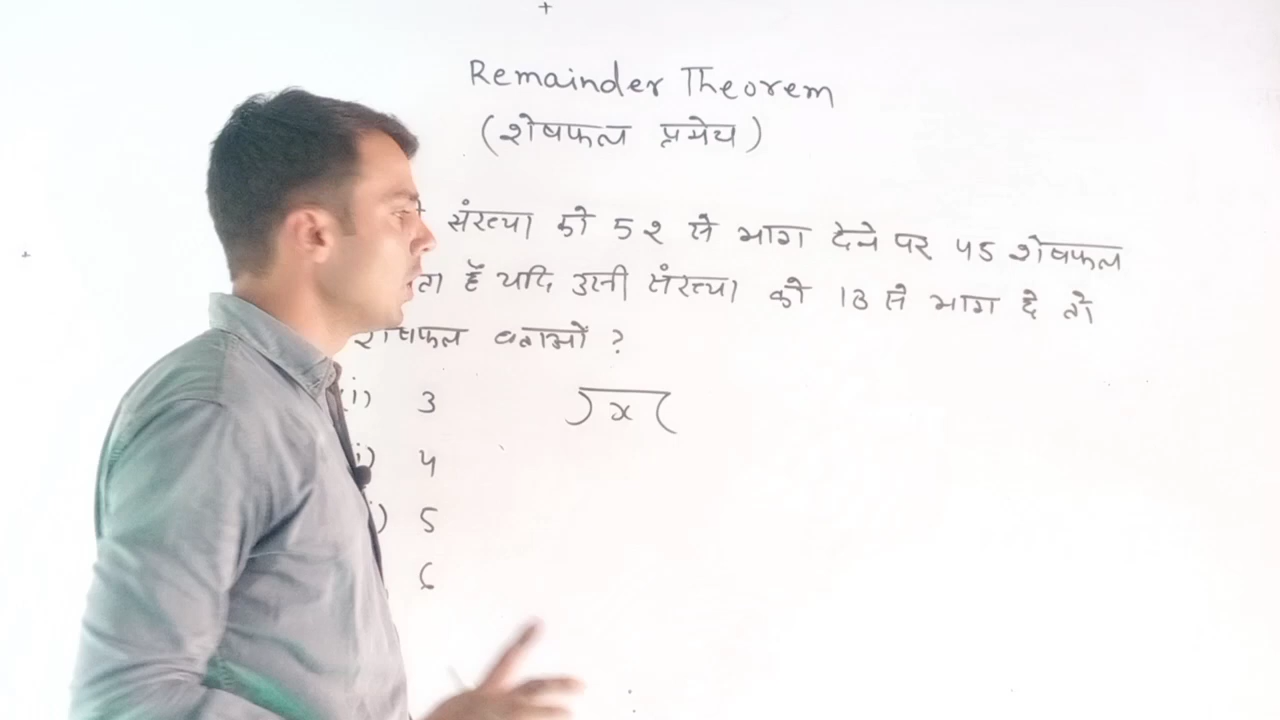 Remainder Theorem
(शेषफल प्रमेय)
संख्या को 52 से भाग देने पर 45 शेषफल
ता हैं यदि उसी संख्या को 13 से भाग दे तो
शेषफल बताओं ?
i) 3
x
i) 4
i) 5
6